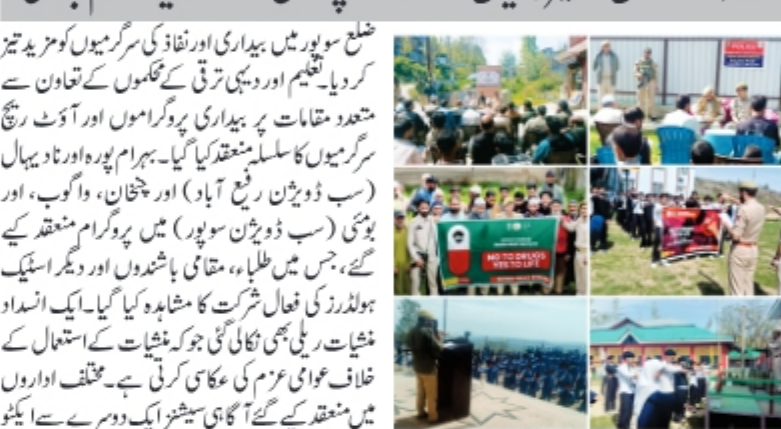 ضلع سوپور میں بیداری اور نفاذ کی سرگرمیوں کو مزید تیز
کر دیا۔ تعلیم اور دیہی ترقی کے محکموں کے تعاون سے
متعدد مقامات پر بیداری پروگراموں اور آؤٹ ریچ
سرگرمیوں کا سلسلہ منعقد کیا گیا۔ بہرام پورہ اور نادیہال
(سب ڈویژن رفیع آباد) اور چنخان، واگوب، اور
بومئی (سب ڈویژن سوپور) میں پروگرام منعقد کیے
گئے، جس میں طلباء، مقامی باشندوں اور دیگر اسٹیک
ہولڈرز کی فعال شرکت کا مشاہدہ کیا گیا۔ ایک انسداد
منشیات ریلی بھی نکالی گئی جو کہ منشیات کے استعمال کے
خلاف عوامی عزم کی عکاسی کرتی ہے۔ مختلف اداروں
میں منعقد کیے گئے آگاہی سیشنز ایک دوسرے سے ایکٹو
POLICE
NO TO DRUGS
YES TO LIFE